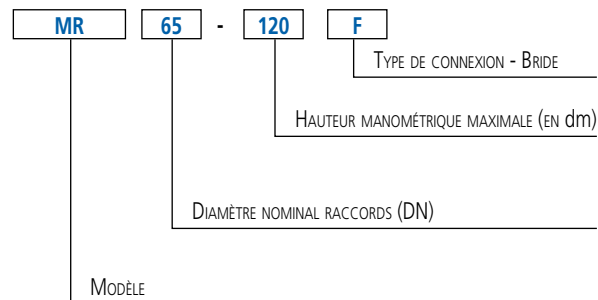 MR 65 - 120 F
Type de connexion - Bride
Hauteur manométrique maximale (en dm)
Diamètre nominal raccords (DN)
Modèle